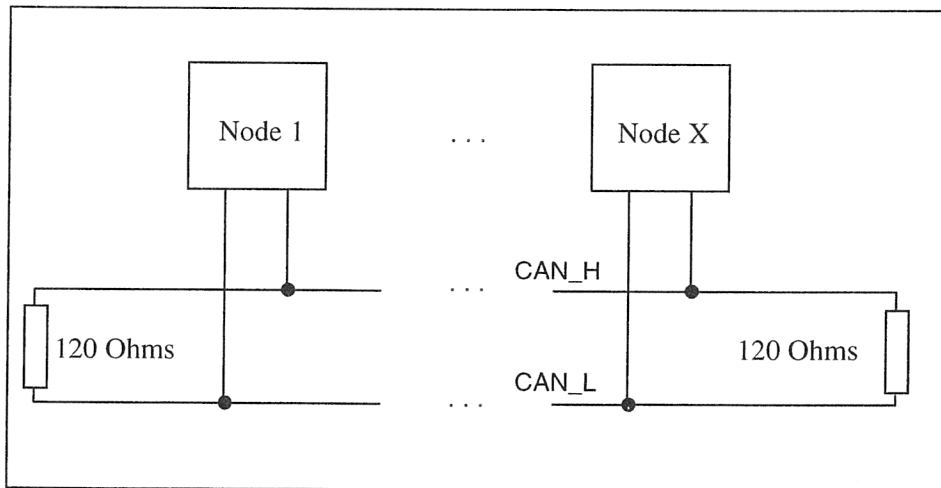 Node 1
. . .
Node X
CAN_H
. . .
120 Ohms
120 Ohms
CAN_L
. . .